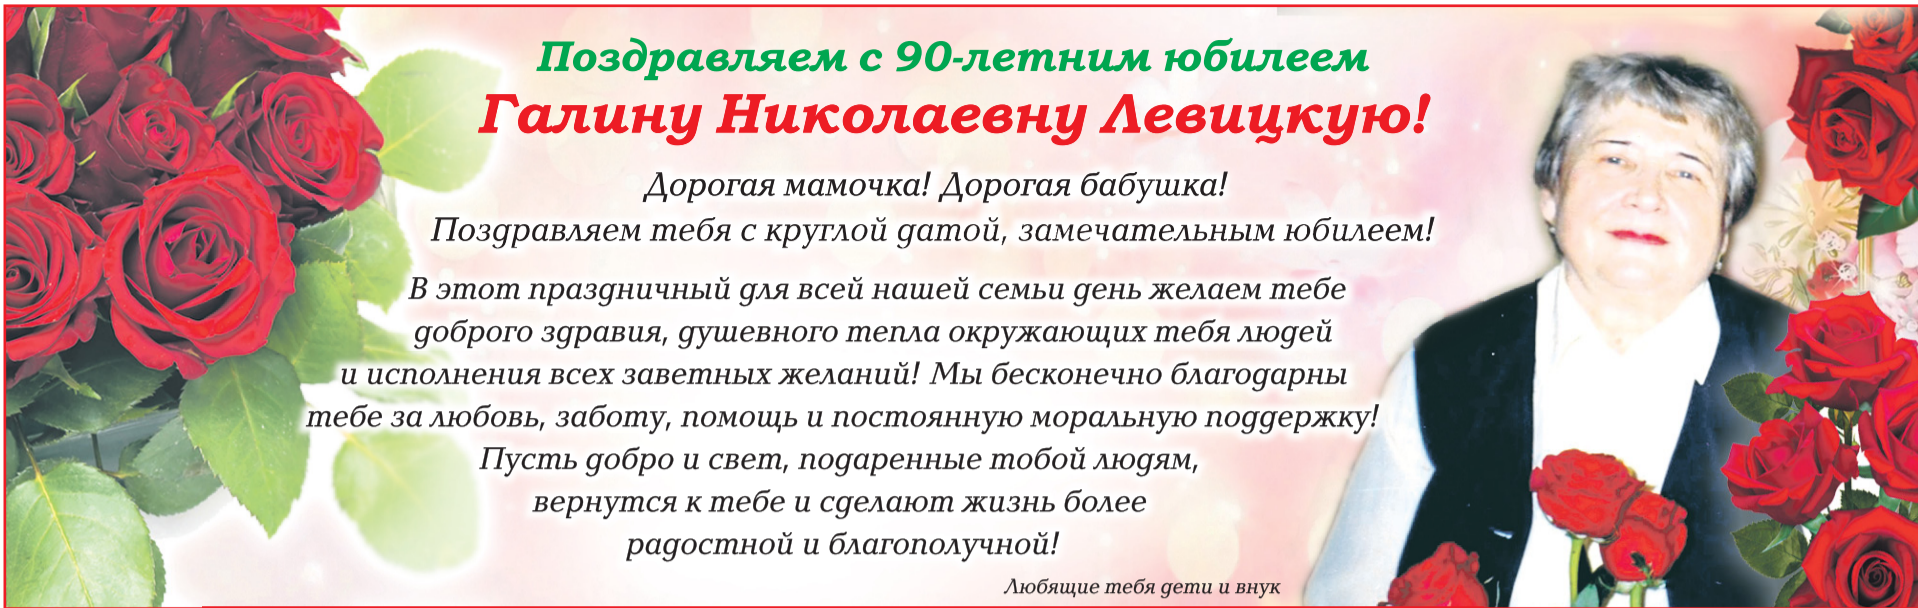 Поздравляем с 90-летним юбилеем
Галину Николаевну Левицкую!
Дорогая мамочка! Дорогая бабушка!
Поздравляем тебя с круглой датой, замечательным юбилеем!
В этот праздничный для всей нашей семьи день желаем тебе
доброго здравия, душевного тепла окружающих тебя людей
и исполнения всех заветных желаний! Мы бесконечно благодарны
тебе за любовь, заботу, помощь и постоянную моральную поддержку!
Пусть добро и свет, подаренные тобой людям,
вернутся к тебе и сделают жизнь более
радостной и благополучной!
Любящие тебя дети и внук